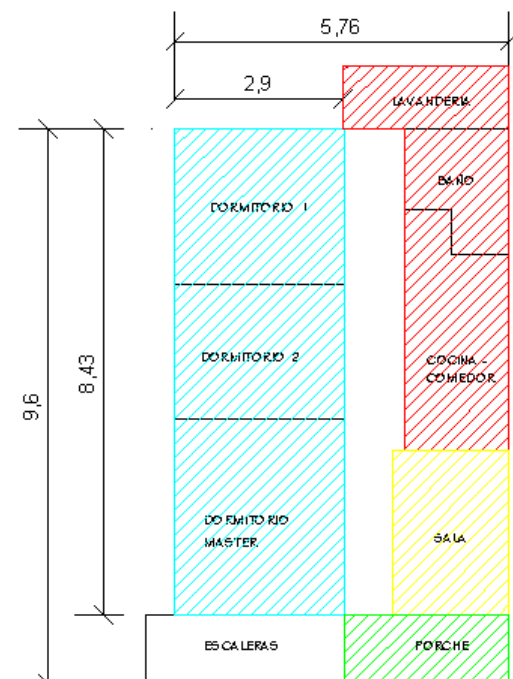 5,76
2,9
LAVANDERIA
BAÑO
DORMITORIO 1
DORMITORIO 2
COCINA -
COMEDOR
8,43
9,6
DORMITORIO
MASTER
SALA
ESCALERAS
PORCHE